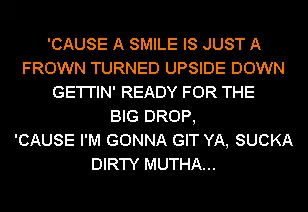 'CAUSE A SMILE IS JUST A
FROWN TURNED UPSIDE DOWN
GETTIN' READY FOR THE
BIG DROP,
'CAUSE I'M GONNA GIT YA, SUCKA
DIRTY MUTHA...